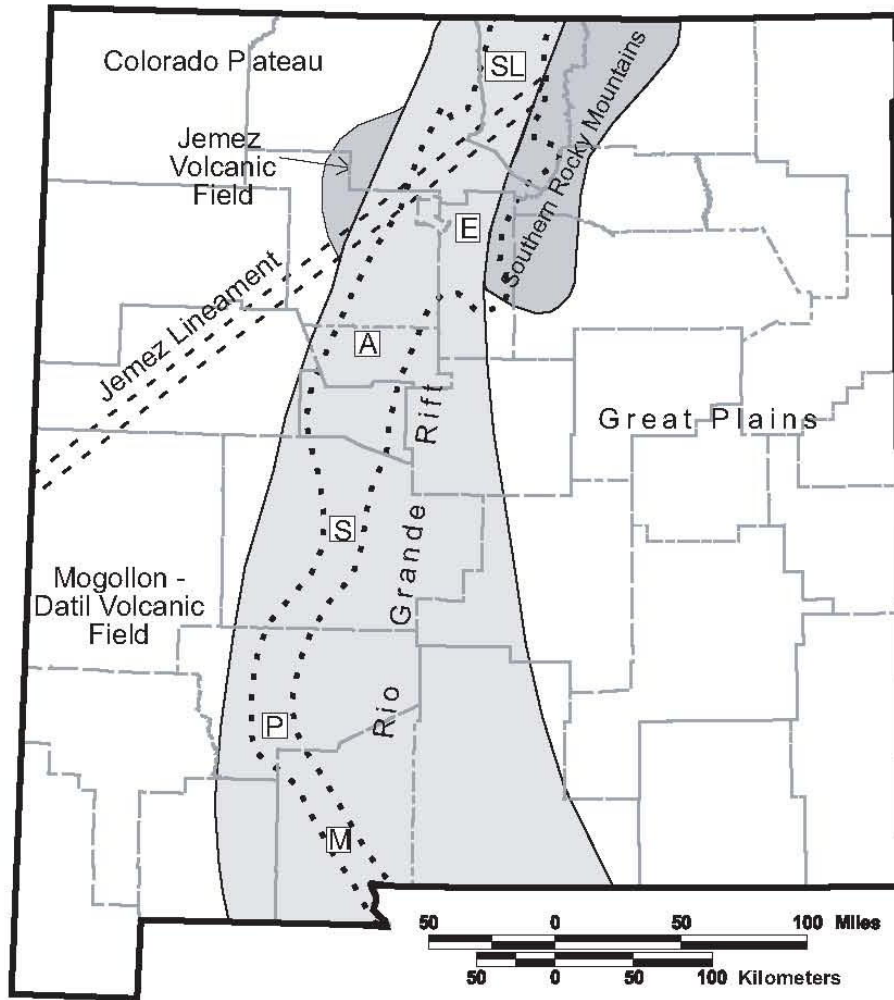 Colorado Plateau
SL
Jemez
Volcanic
Field
Southern Rocky Mountains
E
Jemez Lineament
A
Great Plains
Rio Grande Rift
S
Mogollon -
Datil Volcanic
Field
P
M
50 0 50 100 Miles
50 0 50 100 Kilometers